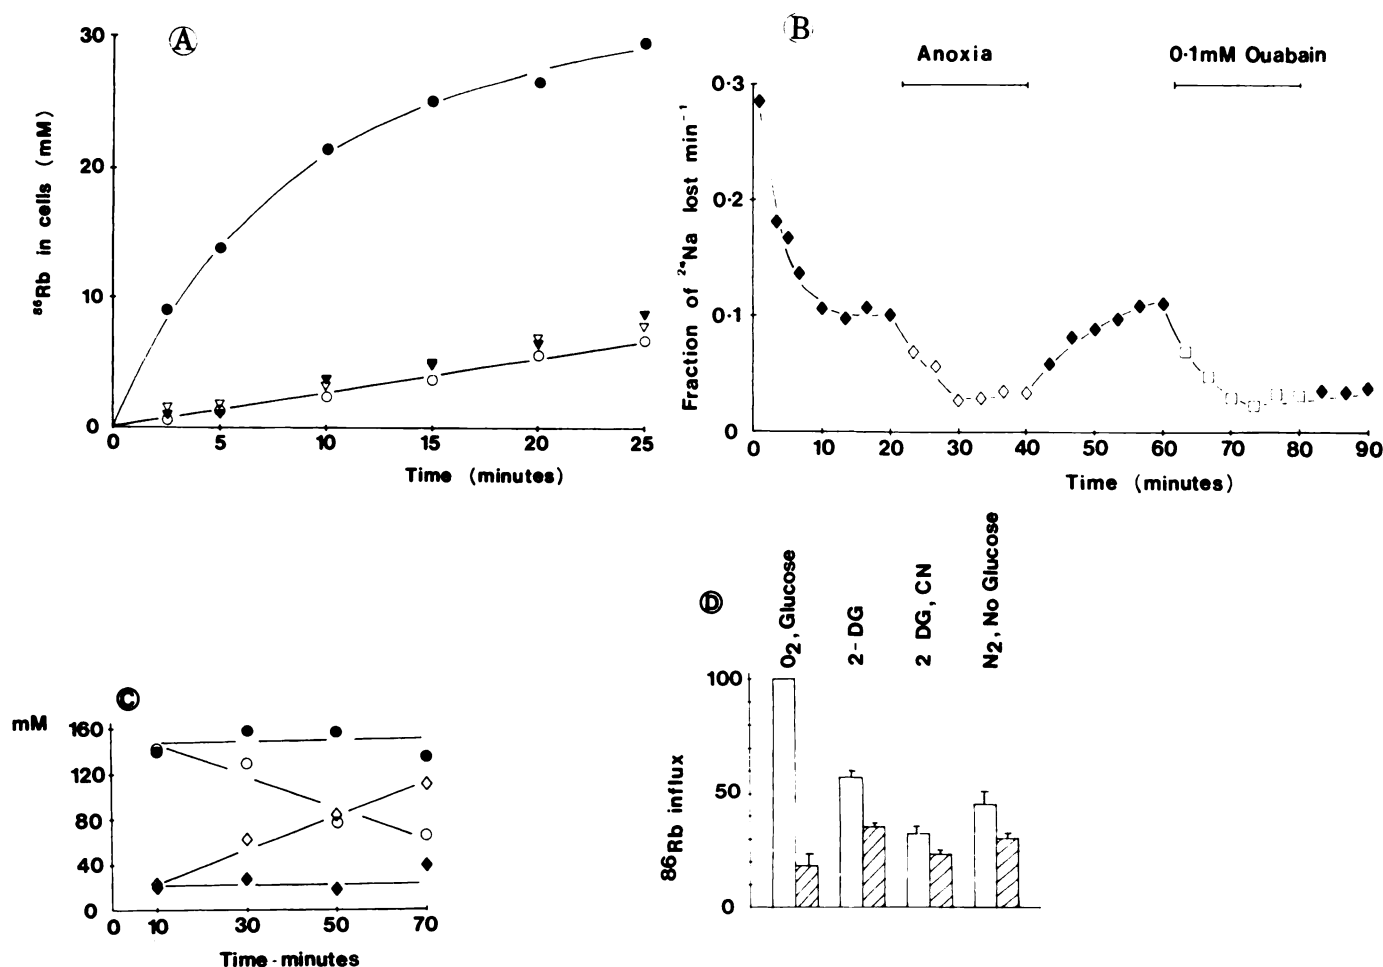 A
30
20
10
0
0 5 10 15 20 25
⁸⁶Rb in cells (mM)
Time (minutes)
B
Anoxia
0·1mM Ouabain
0·3
0·2
0·1
0
0 10 20 30 40 50 60 70 80 90
Fraction of ²⁴Na lost min⁻¹
Time (minutes)
C
mM
160
120
80
40
0
0 10 30 50 70
Time - minutes
D
O₂, Glucose
2-DG
2 DG, CN
N₂, No Glucose
100
50
0
86Rb influx